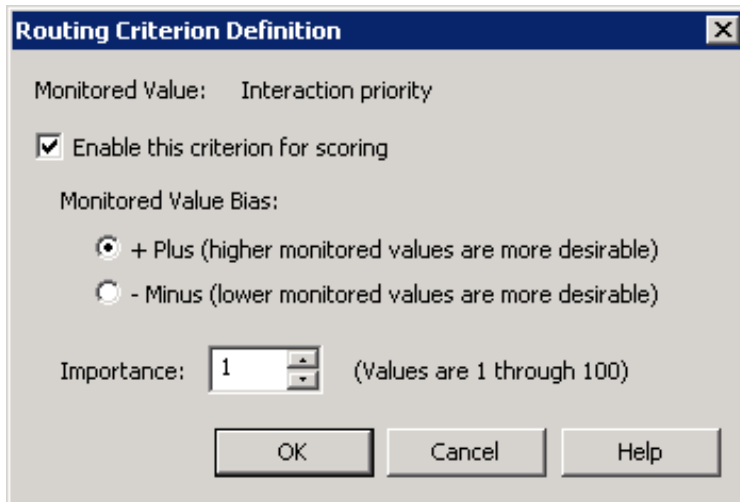 Routing Criterion Definition
Monitored Value: Interaction priority
Enable this criterion for scoring
Monitored Value Bias:
+ Plus (higher monitored values are more desirable)
- Minus (lower monitored values are more desirable)
Importance: 1 (Values are 1 through 100)
OK Cancel Help